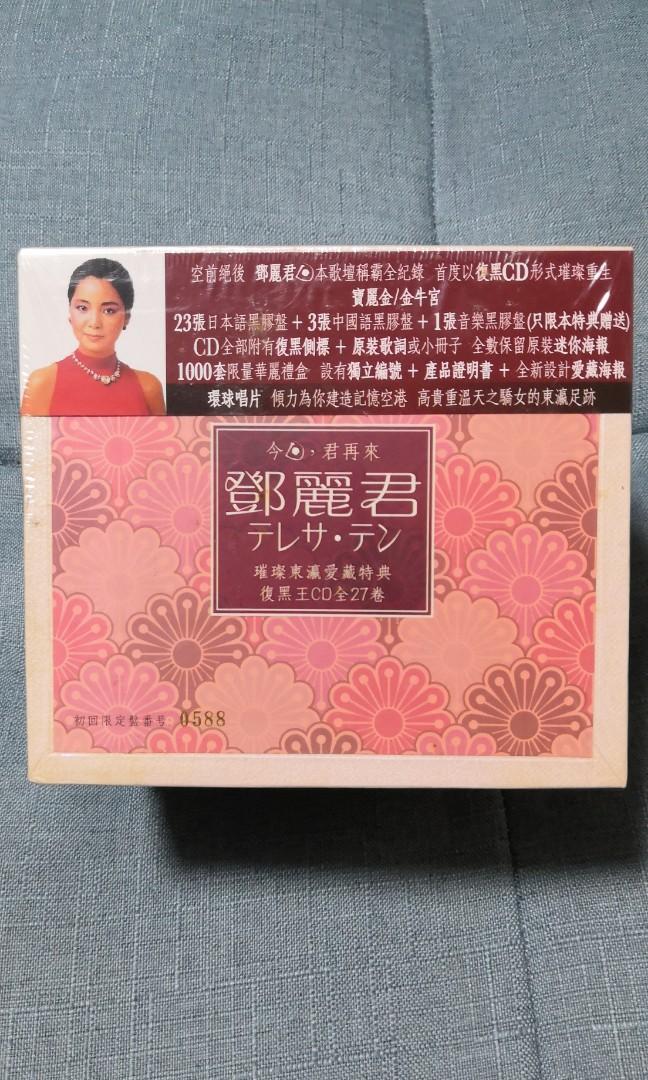 空前絕後 鄧麗君日本歌壇稱霸全紀錄 首度以復黑CD形式璀璨重生
寶麗金/金牛宮
23張日本語黑膠盤+3張中國語黑膠盤+1張音樂黑膠盤(只限本特典贈送)
CD全部附有復黑側標+原裝歌詞或小冊子 全數保留原裝迷你海報
1000套限量華麗禮盒 設有獨立編號+產品證明書+全新設計愛藏海報
環球唱片 傾力為你建造記憶空港 高貴重溫天之驕女的東瀛足跡
今日,君再來
鄧麗君
テレサ・テン
璀璨東瀛愛藏特典
復黑王CD全27卷
初回限定盤番号 0588